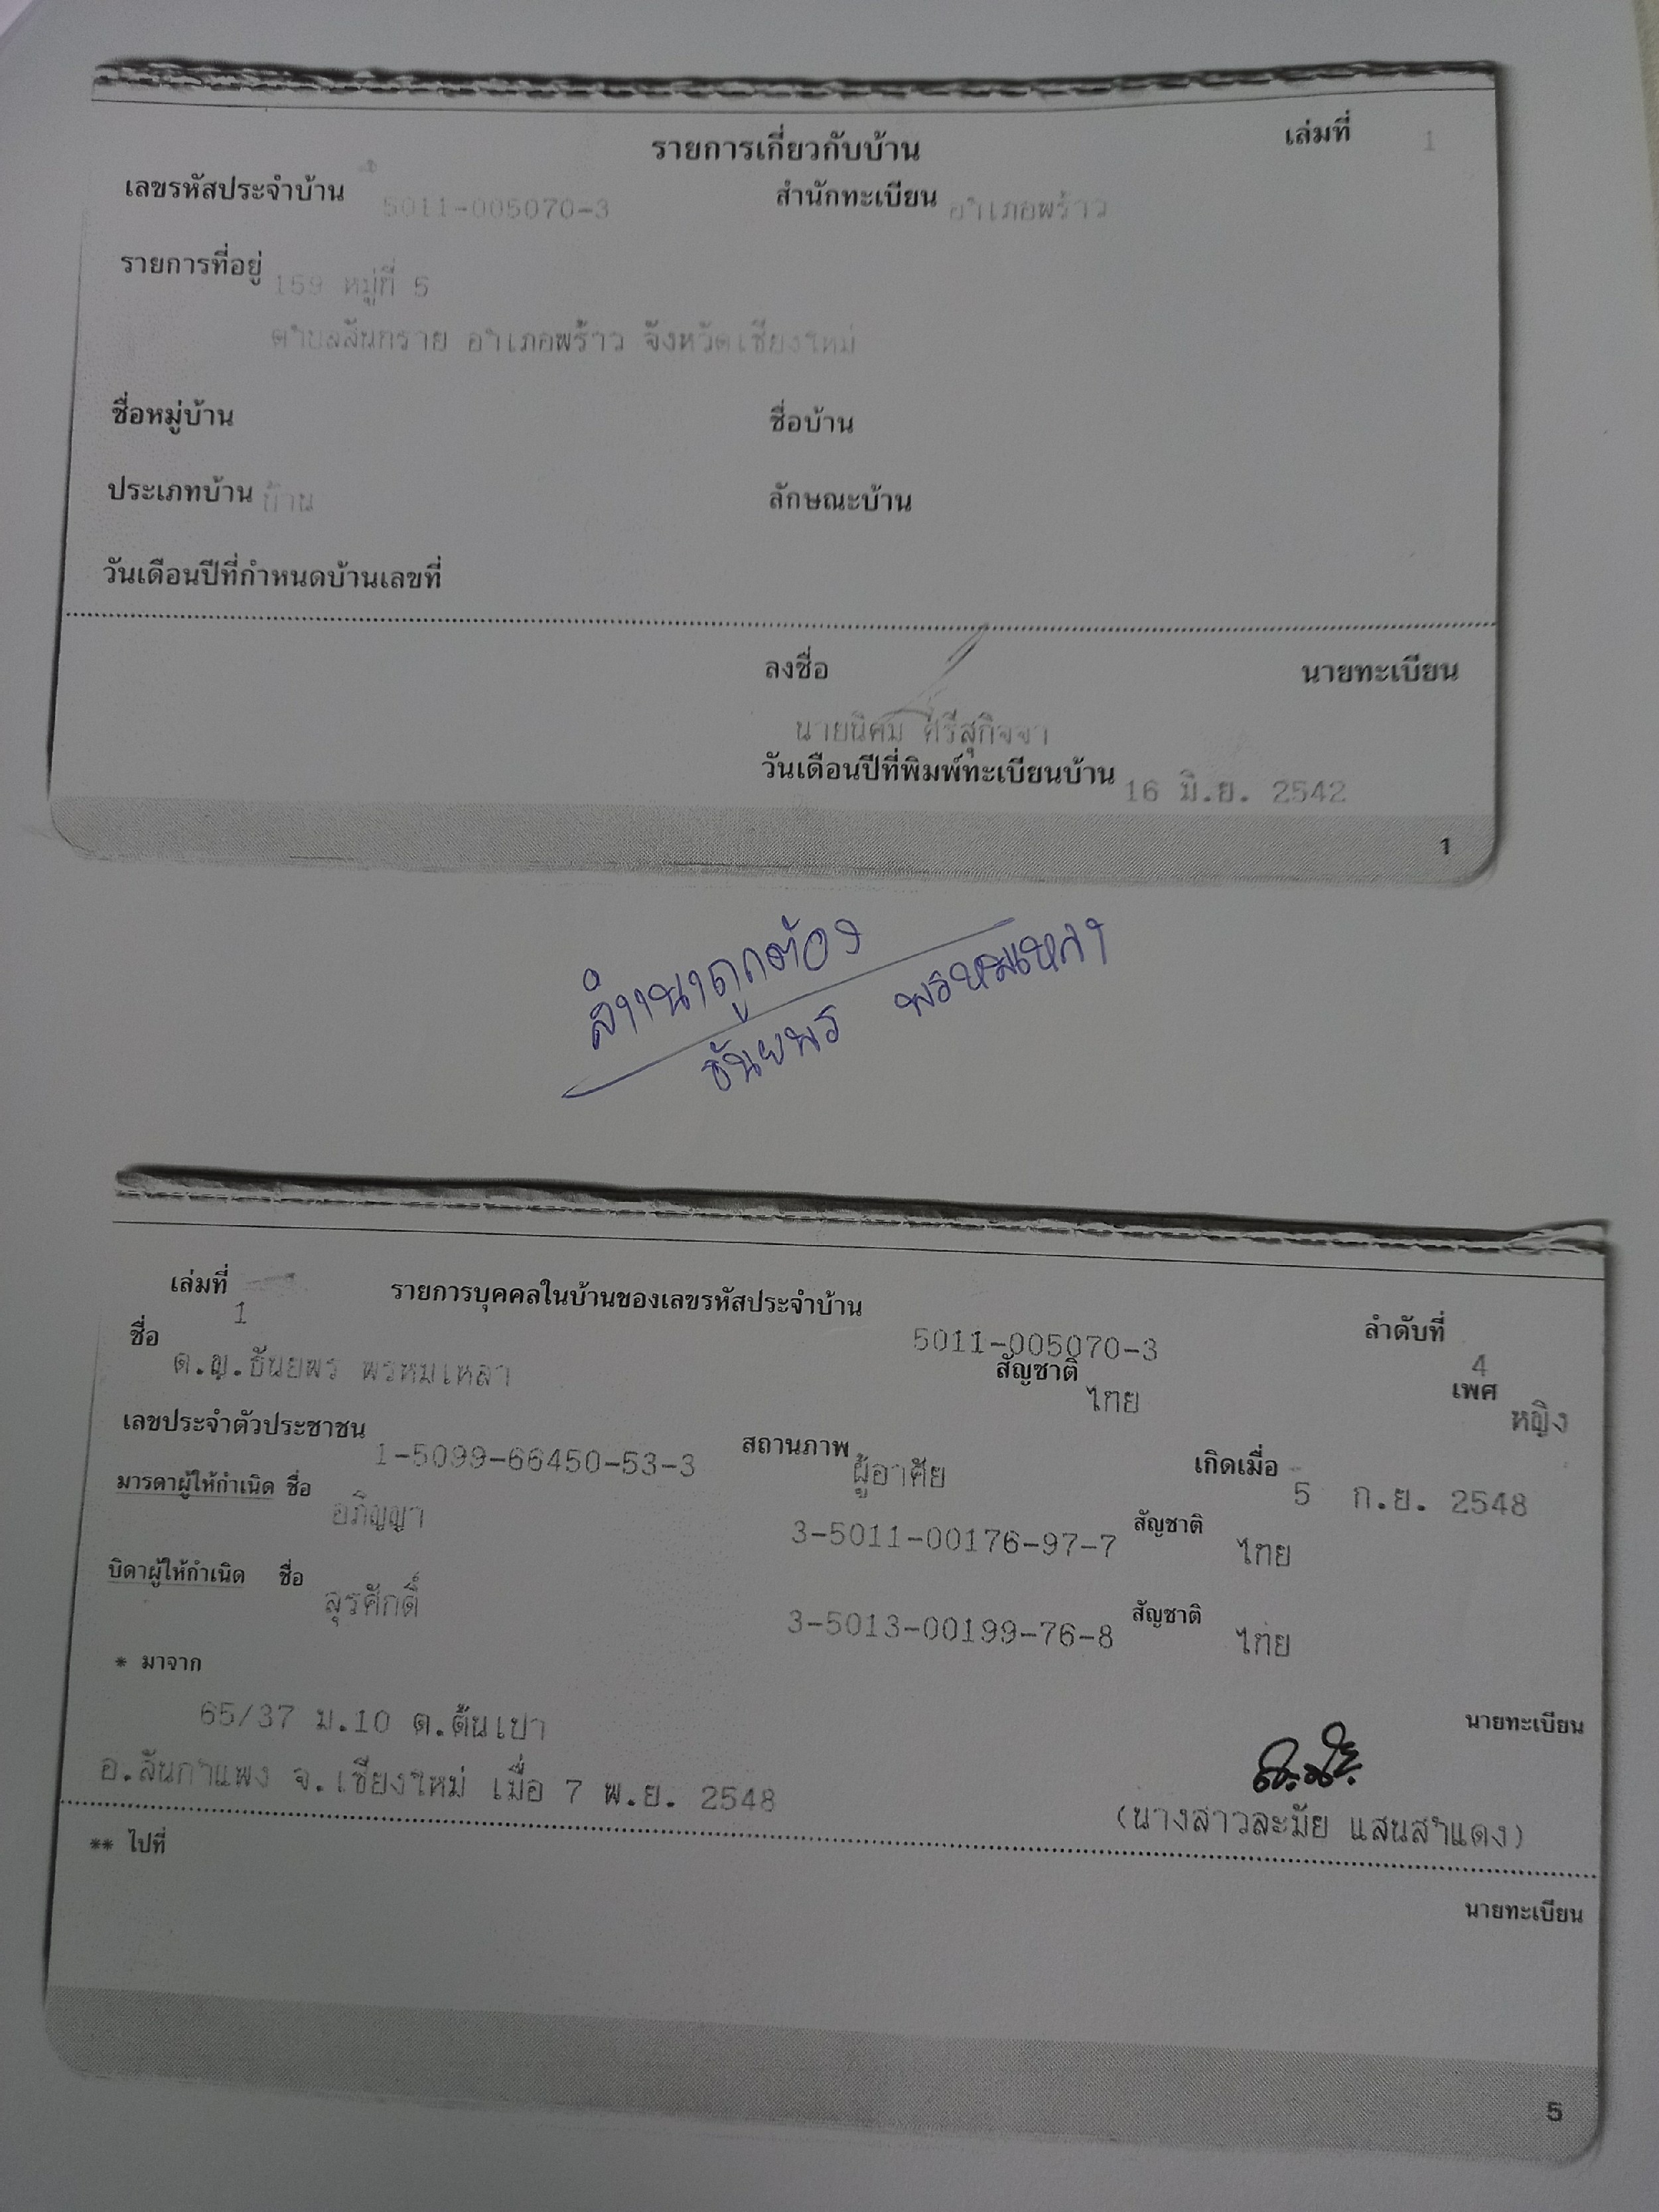 รายการเกี่ยวกับบ้าน เล่มที่ 1
เลขรหัสประจำบ้าน 5011-005070-3 สำนักทะเบียน อำเภอพร้าว
รายการที่อยู่ 159 หมู่ที่ 5
ตำบลสันทราย อำเภอพร้าว จังหวัดเชียงใหม่
ชื่อหมู่บ้าน ชื่อบ้าน
ประเภทบ้าน บ้าน ลักษณะบ้าน
วันเดือนปีที่กำหนดบ้านเลขที่
ลงชื่อ นายทะเบียน
นายนิคม ศรีสุกิจจา
วันเดือนปีที่พิมพ์ทะเบียนบ้าน 16 มิ.ย. 2542
1
สำเนาถูกต้อง
ธันยพร พรหมเหลา
เล่มที่ 1 รายการบุคคลในบ้านของเลขรหัสประจำบ้าน 5011-005070-3 ลำดับที่ 4
ชื่อ ด.ญ.ธันยพร พรหมเหลา สัญชาติ ไทย เพศ หญิง
เลขประจำตัวประชาชน 1-5099-66450-53-3 สถานภาพ ผู้อาศัย เกิดเมื่อ 5 ก.ย. 2548
มารดาผู้ให้กำเนิด ชื่อ อภิญญา 3-5011-00176-97-7 สัญชาติ ไทย
บิดาผู้ให้กำเนิด ชื่อ สุรศักดิ์ 3-5013-00199-76-8 สัญชาติ ไทย
* มาจาก
65/37 ม.10 ต.ต้นเปา นายทะเบียน
อ.สันกำแพง จ.เชียงใหม่ เมื่อ 7 พ.ย. 2548
(นางสาวละมัย แสนสำแดง)
** ไปที่
นายทะเบียน
5